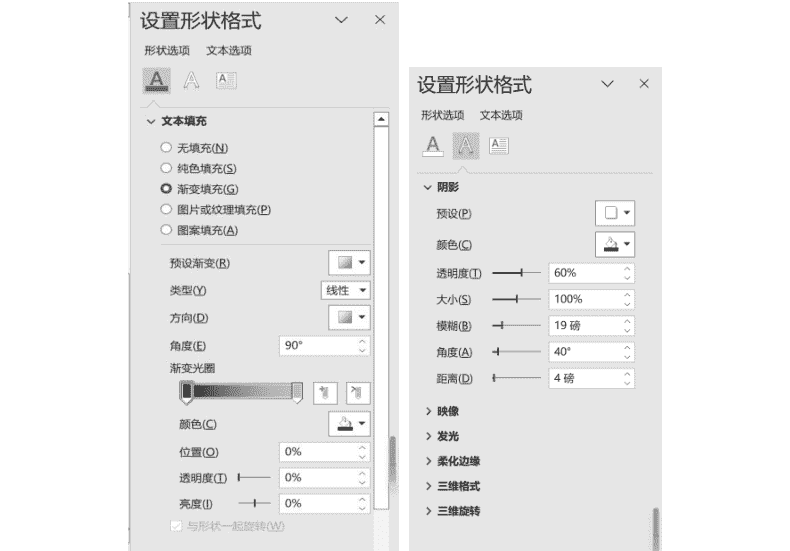 设置形状格式
形状选项 文本选项
文本填充
无填充(N)
纯色填充(S)
渐变填充(G)
图片或纹理填充(P)
图案填充(A)
预设渐变(R)
类型(Y) 线性
方向(D)
角度(E) 90°
渐变光圈
颜色(C)
位置(O) 0%
透明度(T) 0%
亮度(I) 0%
与形状一起旋转(W)
设置形状格式
形状选项 文本选项
阴影
预设(P)
颜色(C)
透明度(T) 60%
大小(S) 100%
模糊(B) 19 磅
角度(A) 40°
距离(D) 4 磅
映像
发光
柔化边缘
三维格式
三维旋转